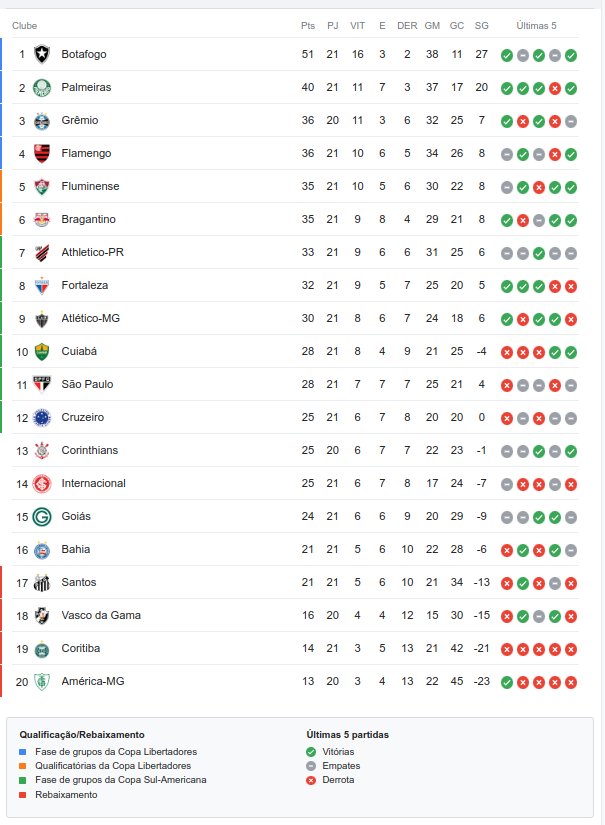 Clube Pts PJ VIT E DER GM GC SG Últimas 5
1 Botafogo 51 21 16 3 2 38 11 27
2 Palmeiras 40 21 11 7 3 37 17 20
3 Grêmio 36 20 11 3 6 32 25 7
4 Flamengo 36 21 10 6 5 34 26 8
5 Fluminense 35 21 10 5 6 30 22 8
6 Bragantino 35 21 9 8 4 29 21 8
7 Athletico-PR 33 21 9 6 6 31 25 6
8 Fortaleza 32 21 9 5 7 25 20 5
9 Atlético-MG 30 21 8 6 7 24 18 6
10 Cuiabá 28 21 8 4 9 21 25 -4
11 São Paulo 28 21 7 7 7 25 21 4
12 Cruzeiro 25 21 6 7 8 20 20 0
13 Corinthians 25 20 6 7 7 22 23 -1
14 Internacional 25 21 6 7 8 17 24 -7
15 Goiás 24 21 6 6 9 20 29 -9
16 Bahia 21 21 5 6 10 22 28 -6
17 Santos 21 21 5 6 10 21 34 -13
18 Vasco da Gama 16 20 4 4 12 15 30 -15
19 Coritiba 14 21 3 5 13 21 42 -21
20 América-MG 13 20 3 4 13 22 45 -23
Qualificação/Rebaixamento
Fase de grupos da Copa Libertadores
Qualificatórias da Copa Libertadores
Fase de grupos da Copa Sul-Americana
Rebaixamento
Últimas 5 partidas
Vitórias
Empates
Derrota